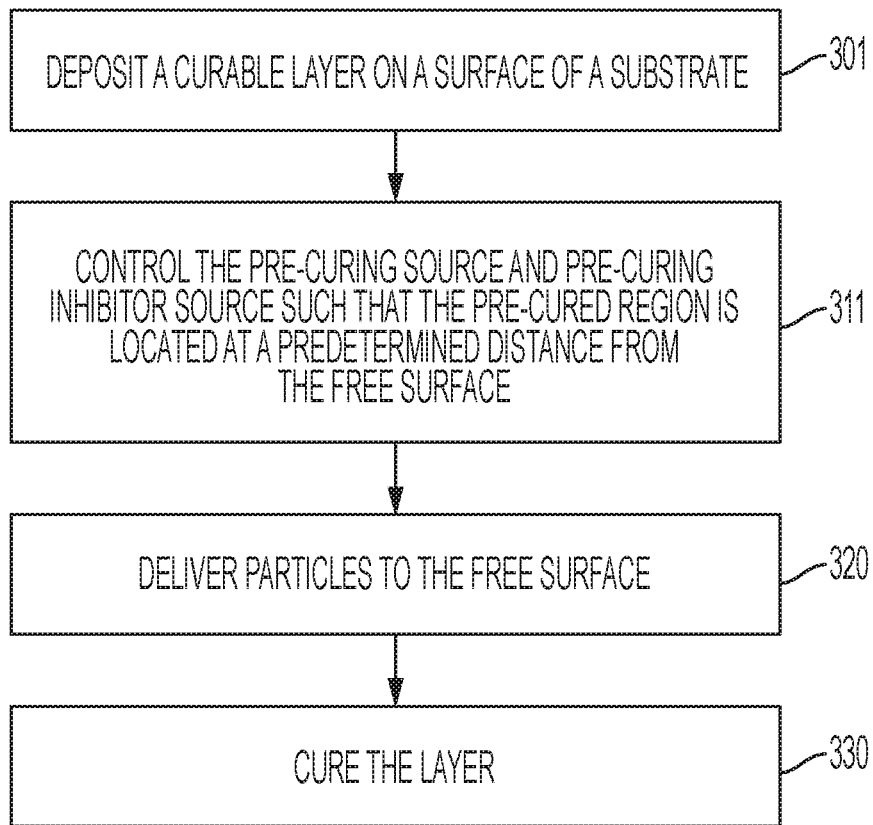 DEPOSIT A CURABLE LAYER ON A SURFACE OF A SUBSTRATE
301
CONTROL THE PRE-CURING SOURCE AND PRE-CURING
INHIBITOR SOURCE SUCH THAT THE PRE-CURED REGION IS
LOCATED AT A PREDETERMINED DISTANCE FROM
THE FREE SURFACE
311
DELIVER PARTICLES TO THE FREE SURFACE
320
CURE THE LAYER
330